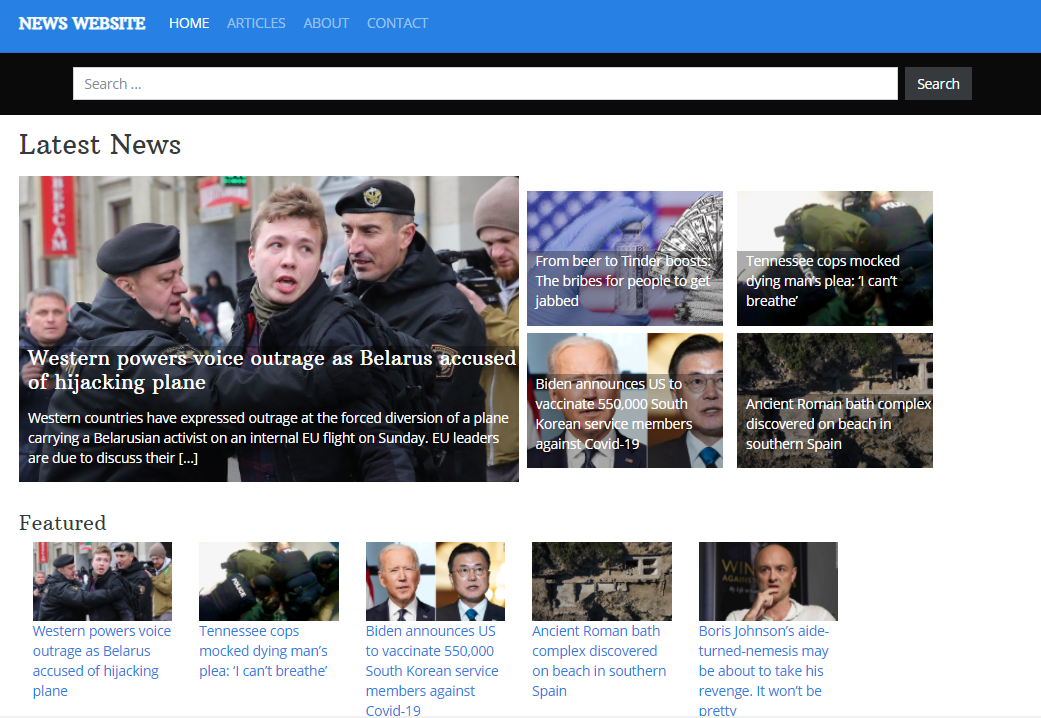 NEWS WEBSITE HOME ARTICLES ABOUT CONTACT
Search ...
Search
Latest News
ВЕРСАМ
Western powers voice outrage as Belarus accused
of hijacking plane
Western countries have expressed outrage at the forced diversion of a plane
carrying a Belarusian activist on an internal EU flight on Sunday. EU leaders
are due to discuss their [...]
From beer to Tinder boosts:
The bribes for people to get
jabbed
Tennessee cops mocked
dying man's plea: ‘I can’t
breathe’
Biden announces US to
vaccinate 550,000 South
Korean service members
against Covid-19
Ancient Roman bath complex
discovered on beach in
southern Spain
Featured
Western powers voice
outrage as Belarus
accused of hijacking
plane
Tennessee cops
mocked dying man’s
plea: ‘I can’t breathe’
POLICE
Biden announces US
to vaccinate 550,000
South Korean service
members against
Covid-19
Ancient Roman bath
complex discovered
on beach in southern
Spain
WIN
AGAINS
Boris Johnson’s aide-
turned-nemesis may
be about to take his
revenge. It won’t be
pretty